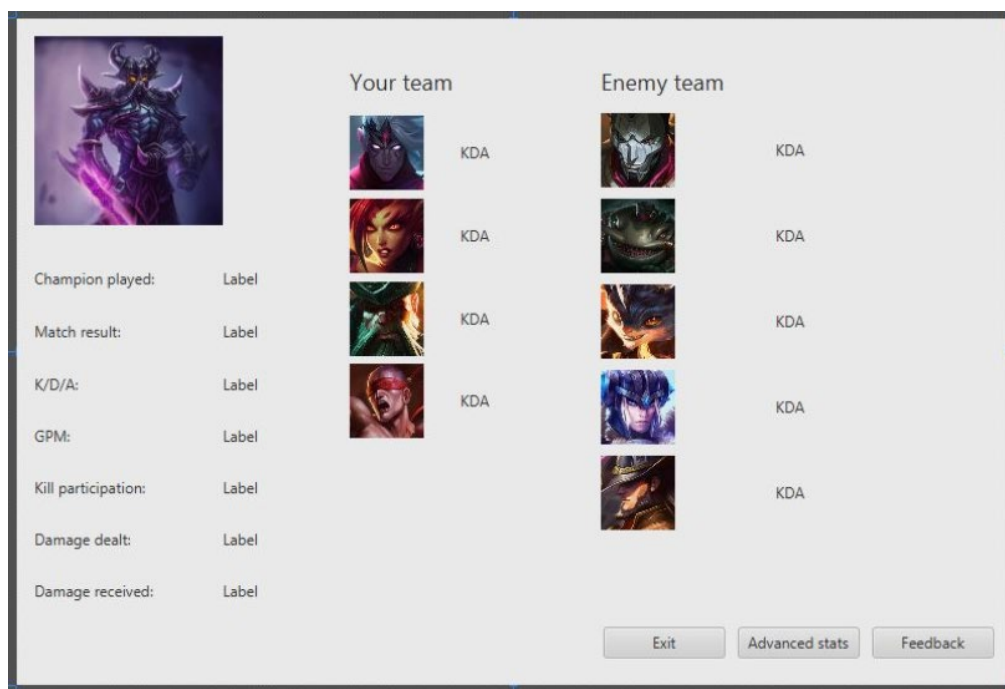 Your team
KDA
KDA
KDA
KDA
Enemy team
KDA
KDA
KDA
KDA
KDA
Champion played: Label
Match result: Label
K/D/A: Label
GPM: Label
Kill participation: Label
Damage dealt: Label
Damage received: Label
Exit
Advanced stats
Feedback